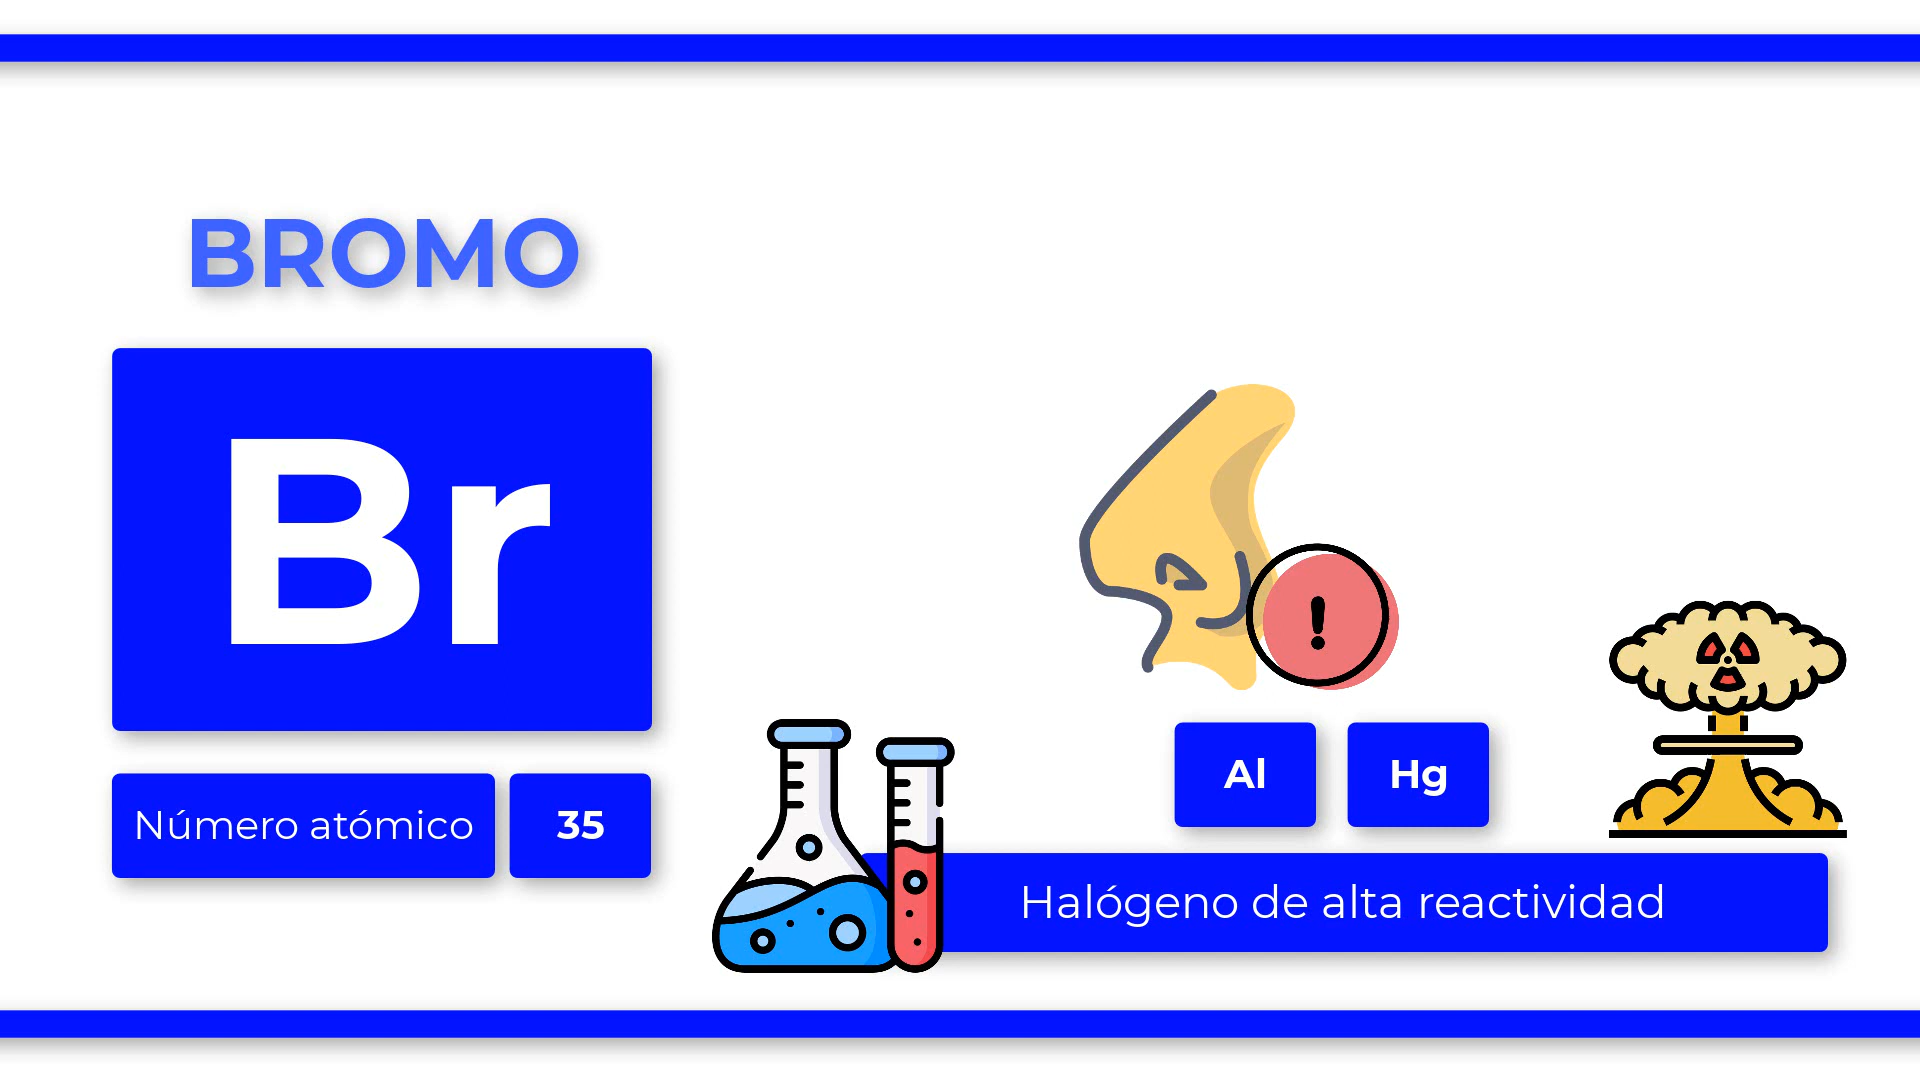 BROMO
Br
Número atómico
35
!
Al
Hg
Halógeno de alta reactividad